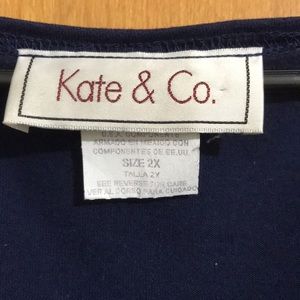 Kate & Co.
ARMADO EN MEXICO CON
COMPONENTES DE EE.UU.
SIZE 2X
TALLA 2X
SEE REVERSE FOR CARE
VER AL DORSO PARA CUIDADO